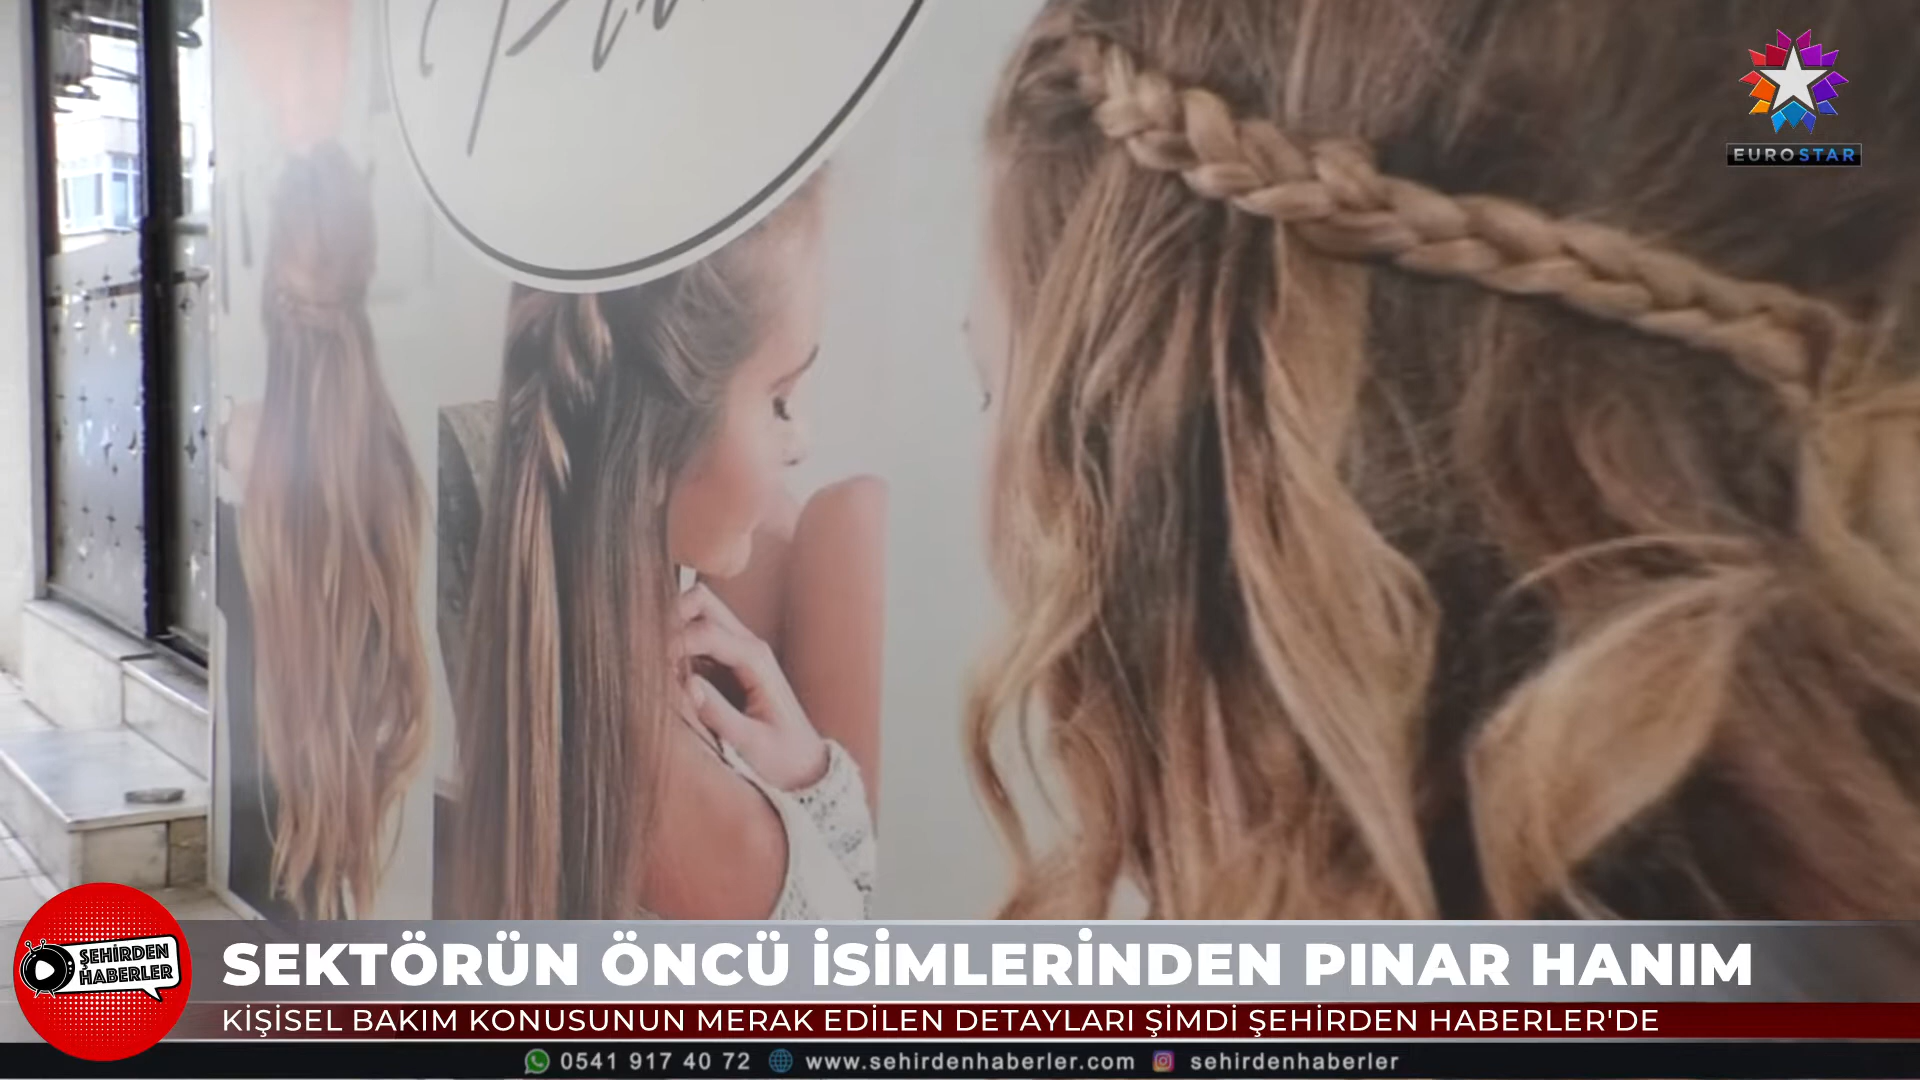 EUROSTAR
ŞEHİRDEN
HABERLER
SEKTÖRÜN ÖNCÜ İSİMLERİNDEN PINAR HANIM
KİŞİSEL BAKIM KONUSUNUN MERAK EDİLEN DETAYLARI ŞİMDİ ŞEHİRDEN HABERLER'DE
0541 917 40 72 www.sehirdenhaberler.com sehirdenhaberler